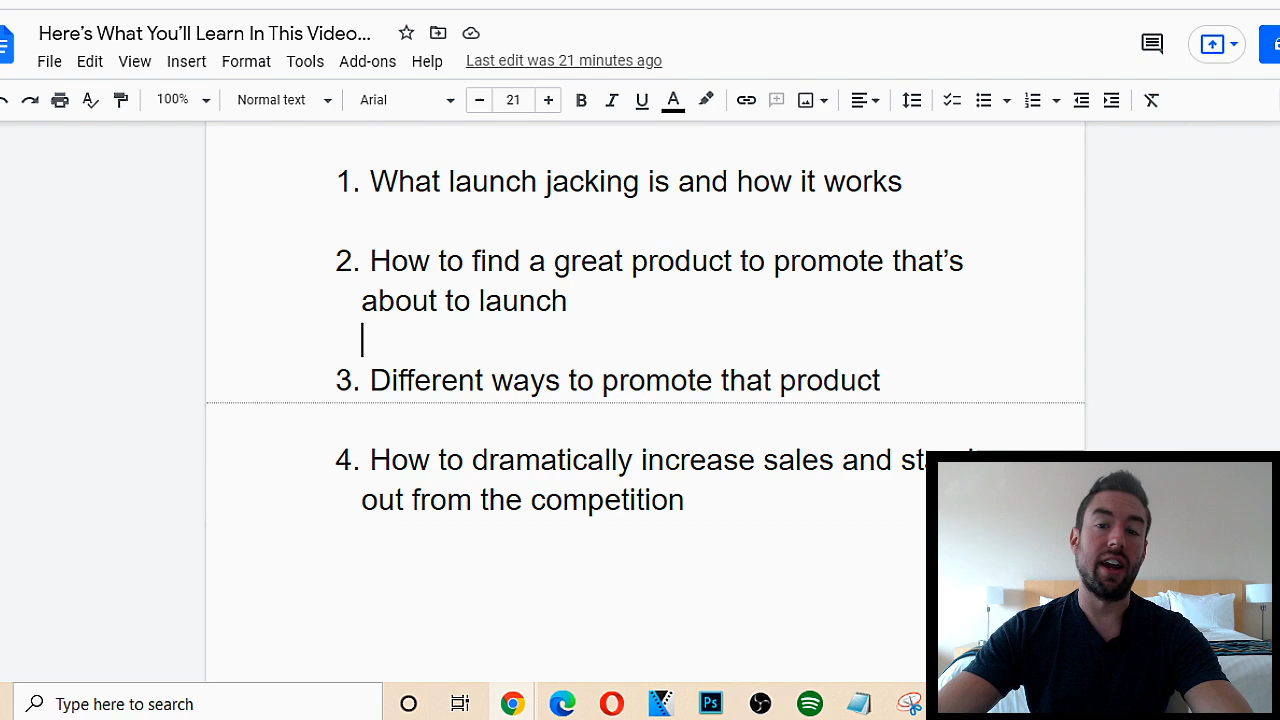 Here's What You'll Learn In This Video...
File Edit View Insert Format Tools Add-ons Help Last edit was 21 minutes ago
100% Normal text Arial 21 B I U A
1. What launch jacking is and how it works
2. How to find a great product to promote that's
about to launch
3. Different ways to promote that product
4. How to dramatically increase sales and
out from the competition
Type here to search Ps